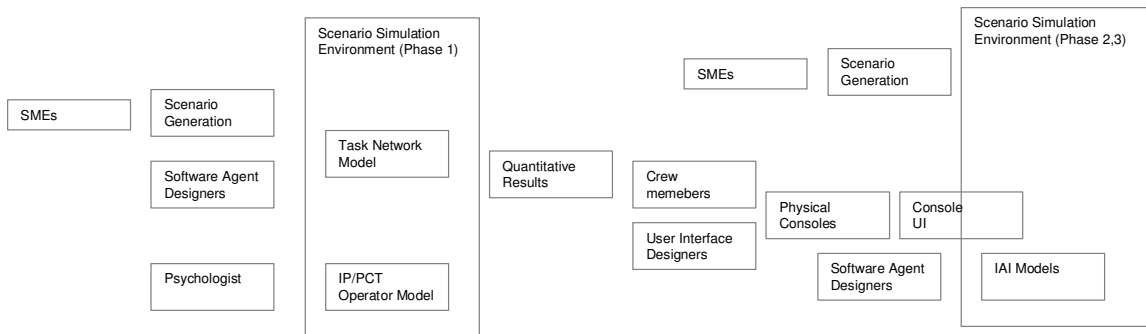 Scenario Simulation
Environment (Phase 1)
SMEs
Scenario
Generation
Software Agent
Designers
Psychologist
Task Network
Model
IP/PCT
Operator Model
Quantitative
Results
Crew
memebers
User Interface
Designers
SMEs
Scenario
Generation
Physical
Consoles
Software Agent
Designers
Console
UI
Scenario Simulation
Environment (Phase 2,3)
IAI Models